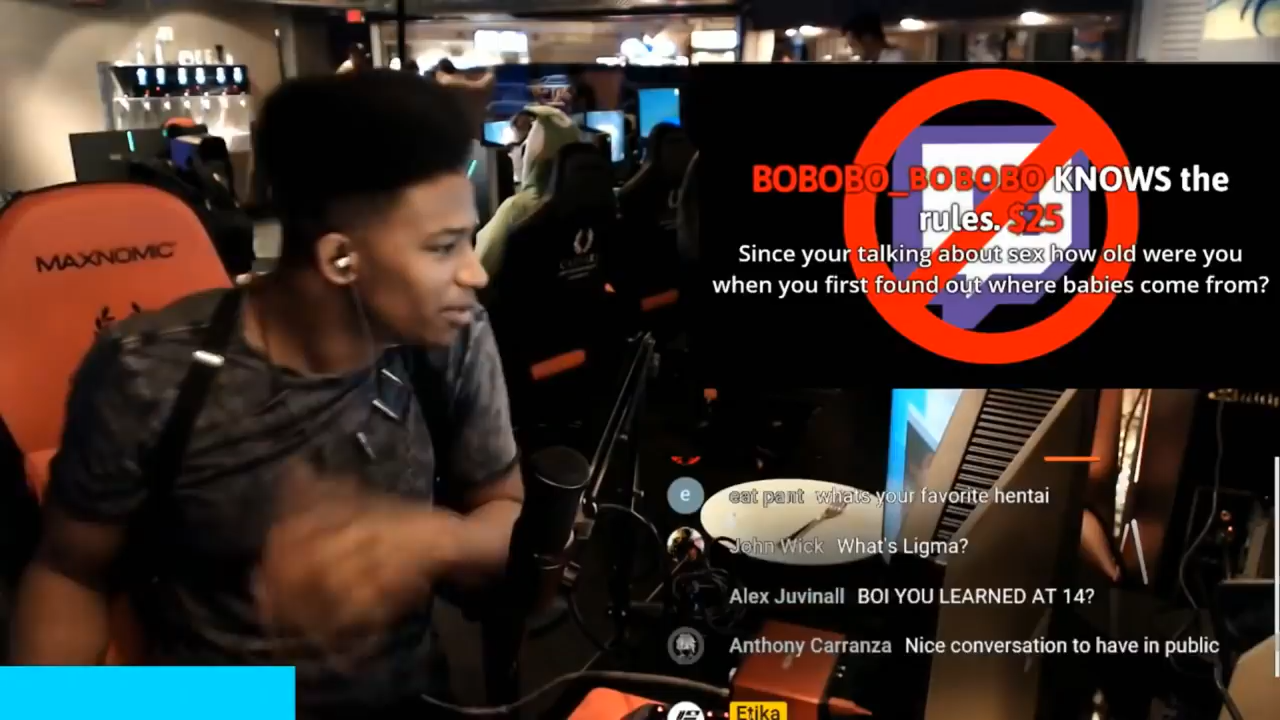 MAXNOMIC
BOBOBO_BOBOBO KNOWS the
rules. $25
Since your talking about sex how old were you
when you first found out where babies come from?
e
eat pant whats your favorite hentai
John Wick What's Ligma?
Alex Juvinall BOI YOU LEARNED AT 14?
Anthony Carranza Nice conversation to have in public
Etika